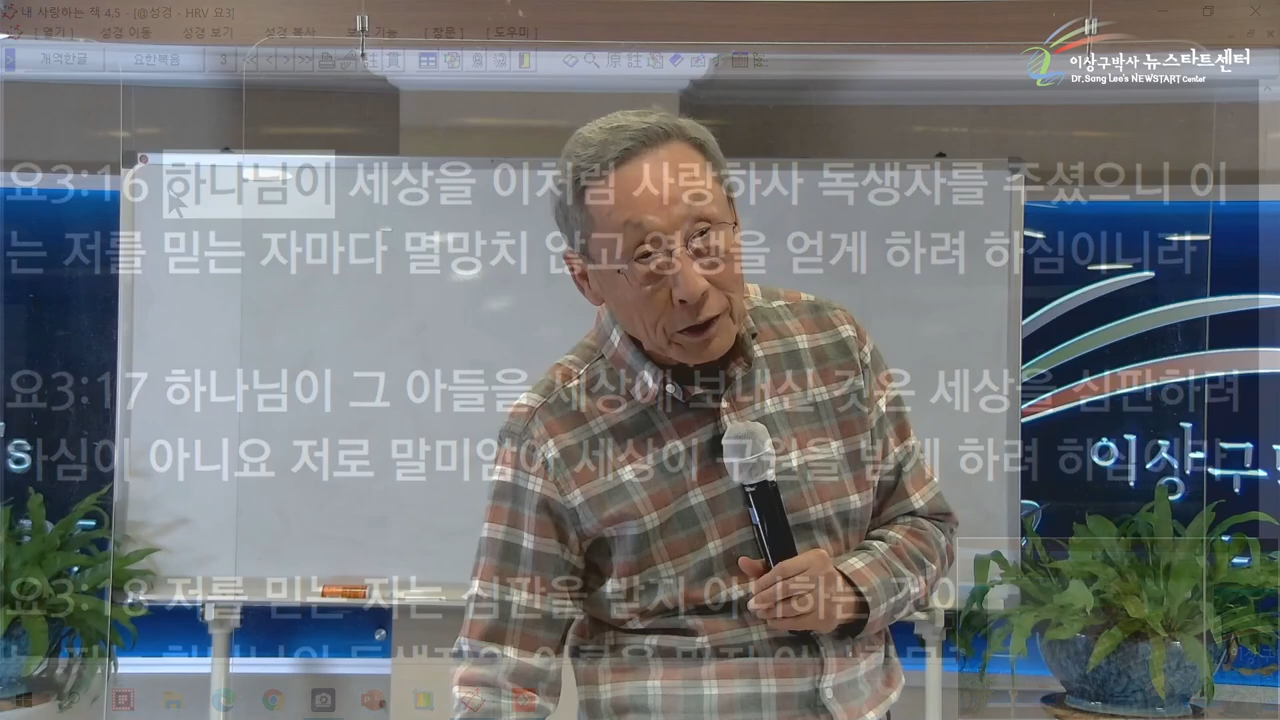 내 사랑하는 책 4.5 - [@성경 - HRV 요3]
[ 열기 ] 성경 이동 성경 보기 성경 복사 보조 기능 [ 창문 ] [ 도우미 ]
개역한글 요한복음 3
이상구박사 뉴스타트센터
Dr.Sang Lee's NEWSTART Center
요3:16 하나님이 세상을 이처럼 사랑하사 독생자를 주셨으니 이
는 저를 믿는 자마다 멸망치 않고 영생을 얻게 하려 하심이니라
요3:17 하나님이 그 아들을 세상에 보내신 것은 세상을 심판하려
하심이 아니요 저로 말미암아 세상이 구원을 받게 하려 하심이라
's
이상구
요3:18 저를 믿는 자는 심판을 받지 아니하는 것이